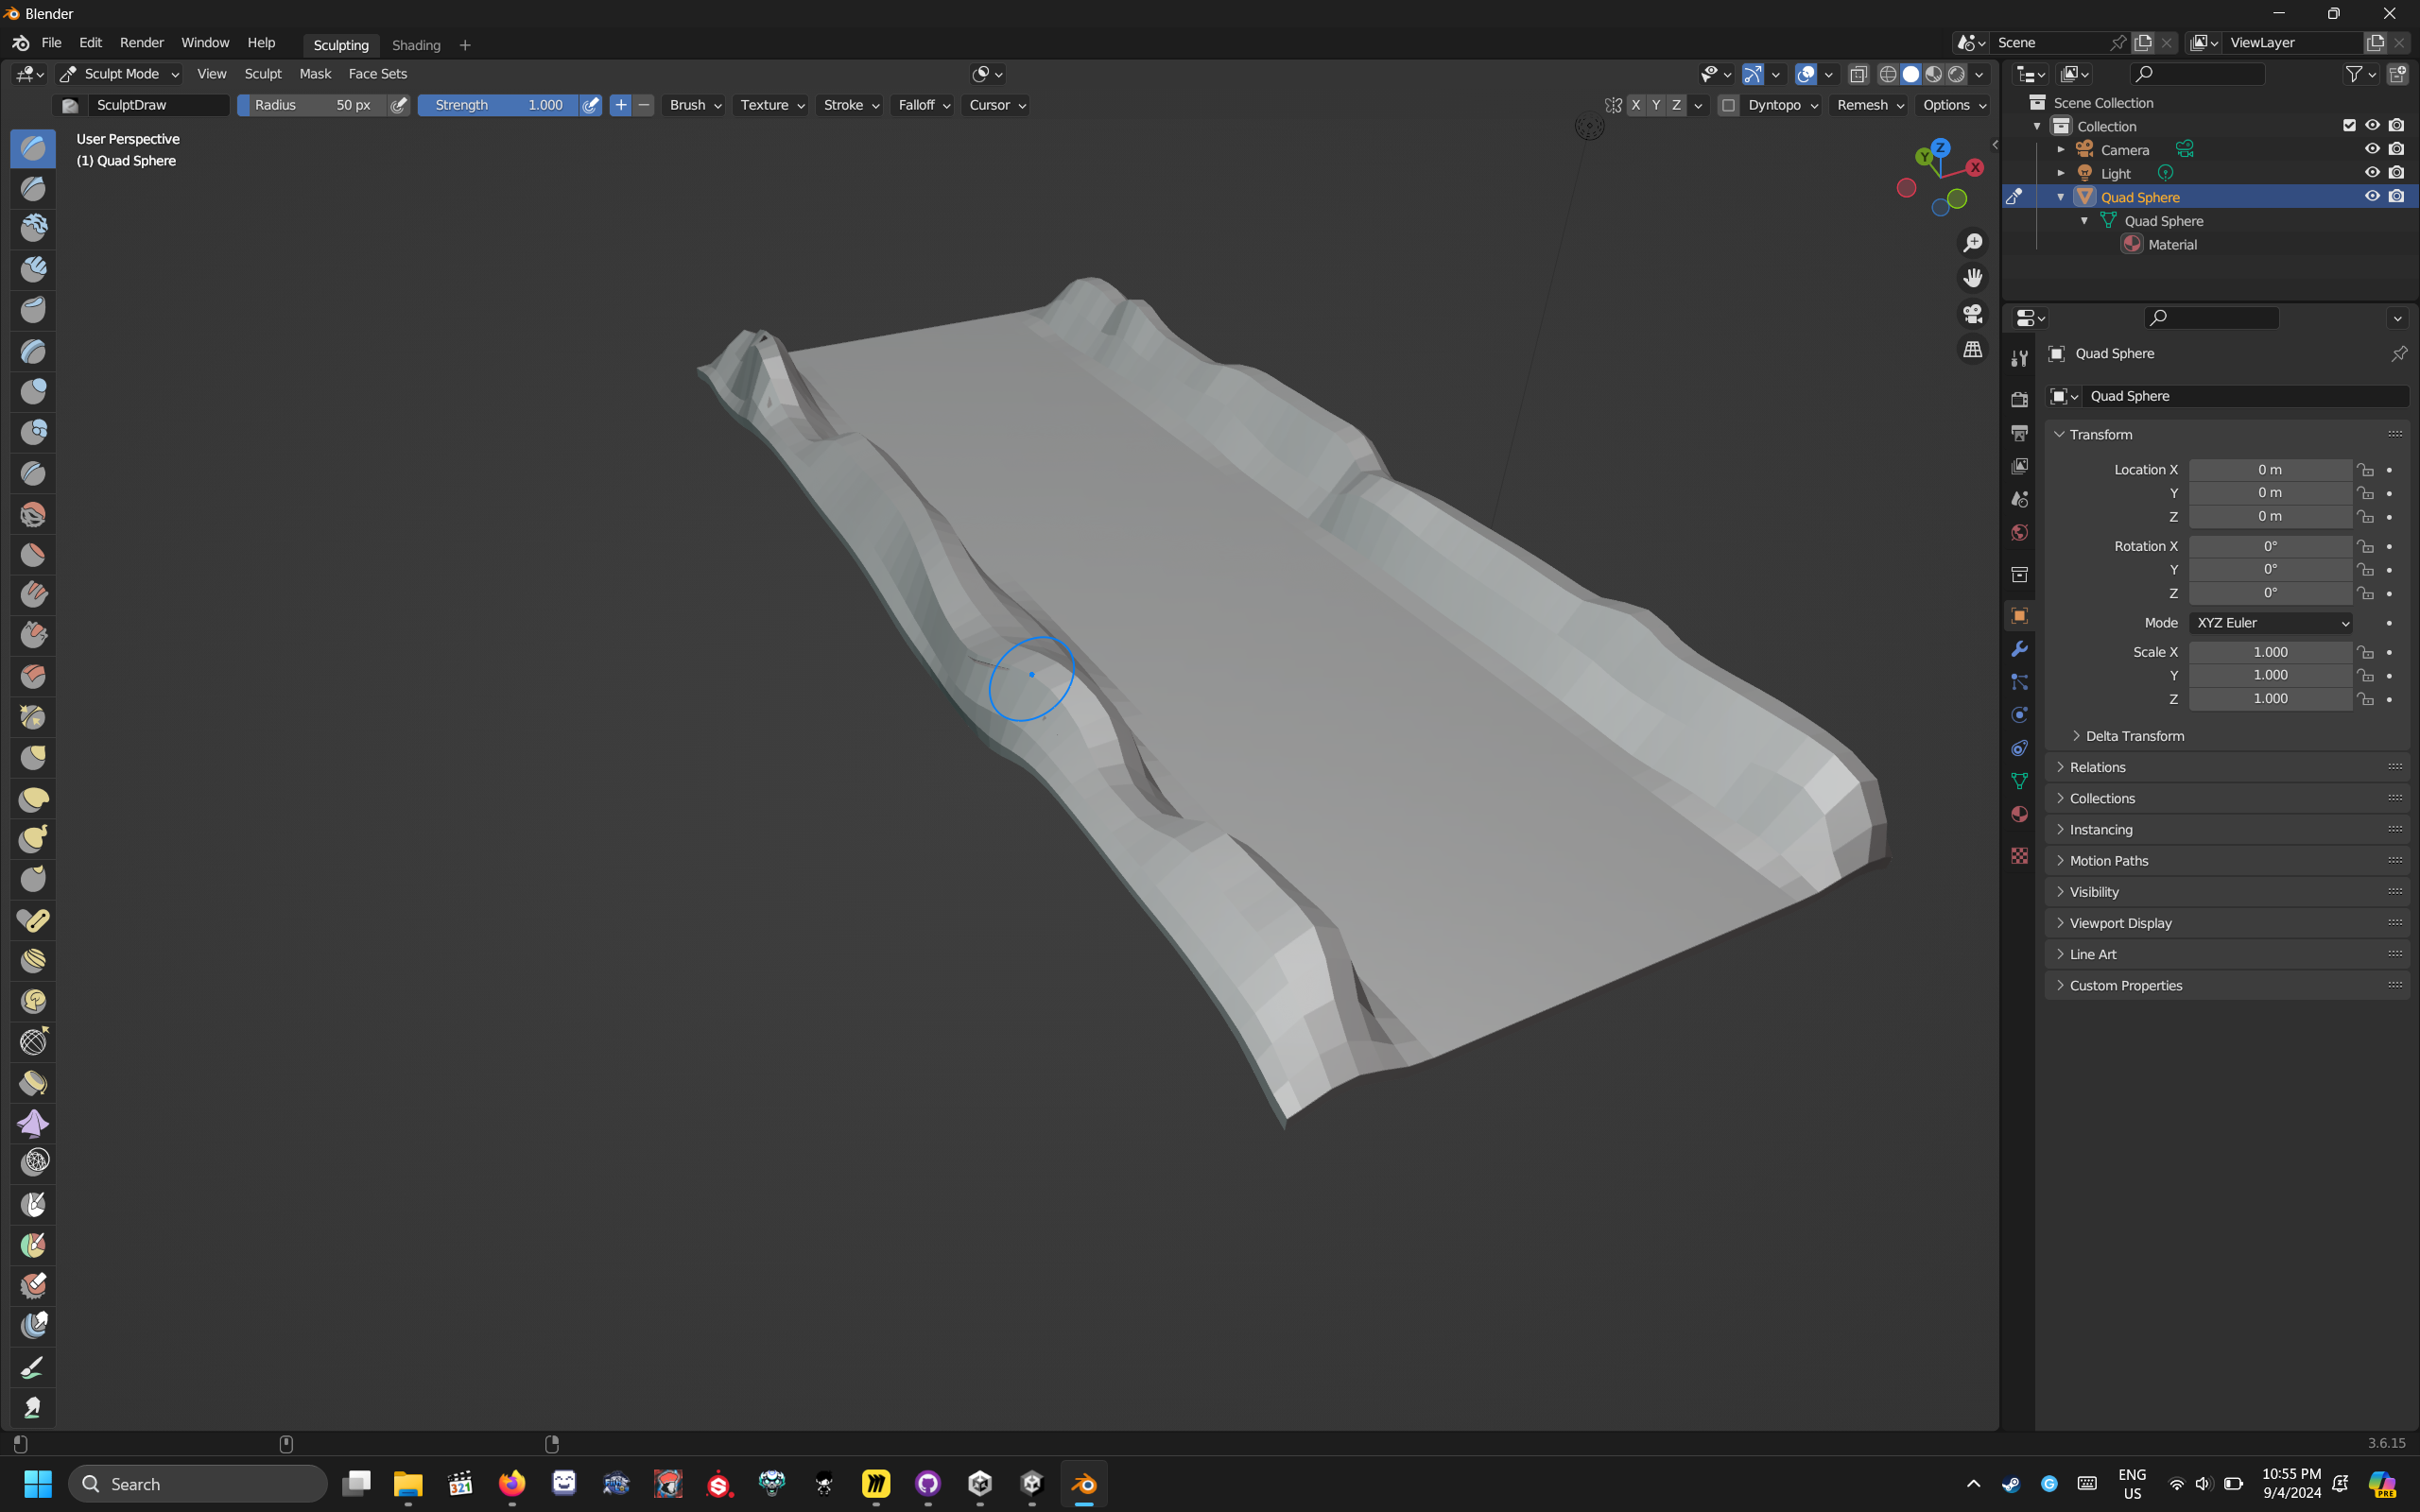 Blender
File Edit Render Window Help Sculpting Shading + Scene ViewLayer
Sculpt Mode View Sculpt Mask Face Sets
SculptDraw Radius 50 px Strength 1.000 Brush Texture Stroke Falloff Cursor X Y Z Dyntopo Remesh Options
User Perspective
(1) Quad Sphere
Z
Y
X
Scene Collection
Collection
Camera
Light
Quad Sphere
Quad Sphere
Material
Quad Sphere
Quad Sphere
Transform
Location X 0 m
Y 0 m
Z 0 m
Rotation X 0°
Y 0°
Z 0°
Mode XYZ Euler
Scale X 1.000
Y 1.000
Z 1.000
Delta Transform
Relations
Collections
Instancing
Motion Paths
Visibility
Viewport Display
Line Art
Custom Properties
3.6.15
Search
321
ENG
US
10:55 PM
9/4/2024
PRE